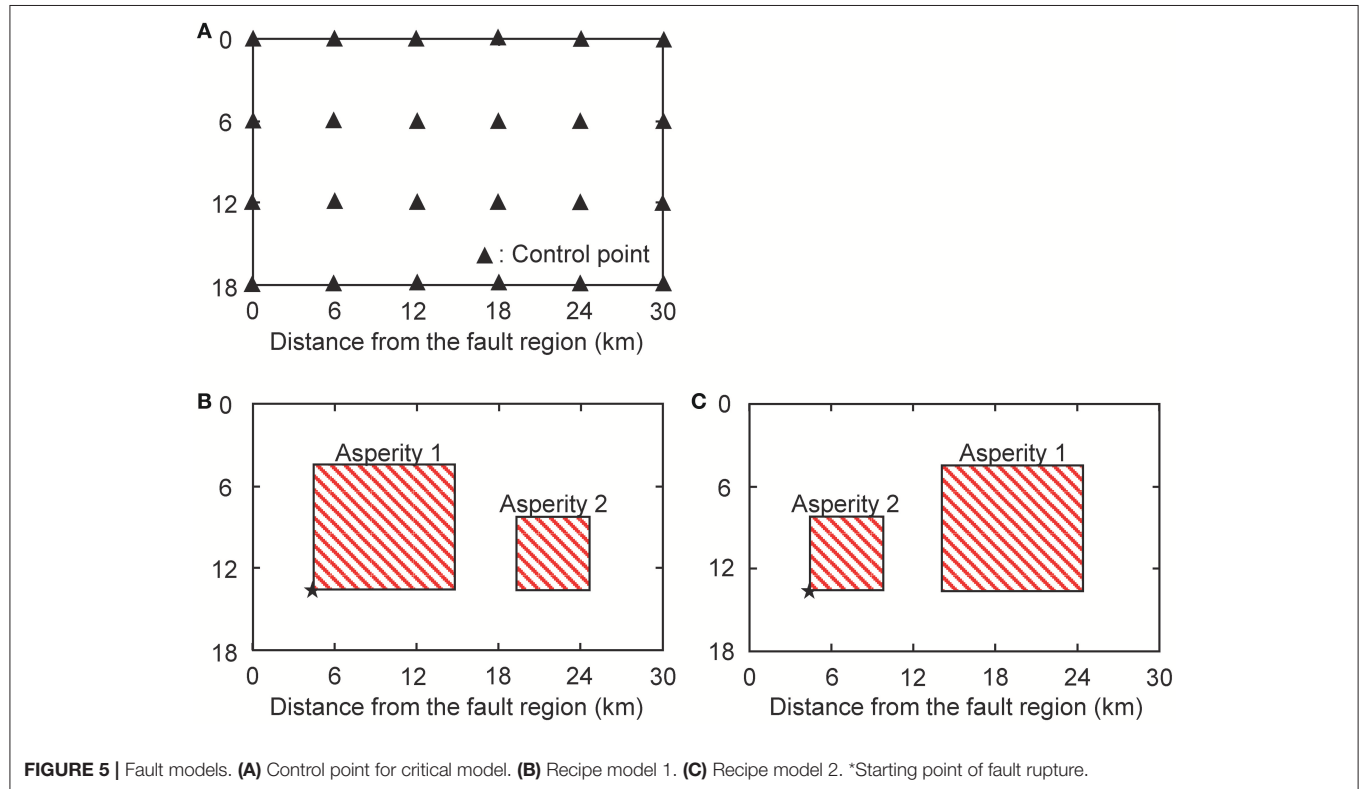 A
0
6
12
18
▲ : Control point
0 6 12 18 24 30
Distance from the fault region (km)
B
0
6
12
18
Asperity 1
Asperity 2
0 6 12 18 24 30
Distance from the fault region (km)
C
0
6
12
18
Asperity 1
Asperity 2
0 6 12 18 24 30
Distance from the fault region (km)
FIGURE 5 | Fault models. (A) Control point for critical model. (B) Recipe model 1. (C) Recipe model 2. *Starting point of fault rupture.